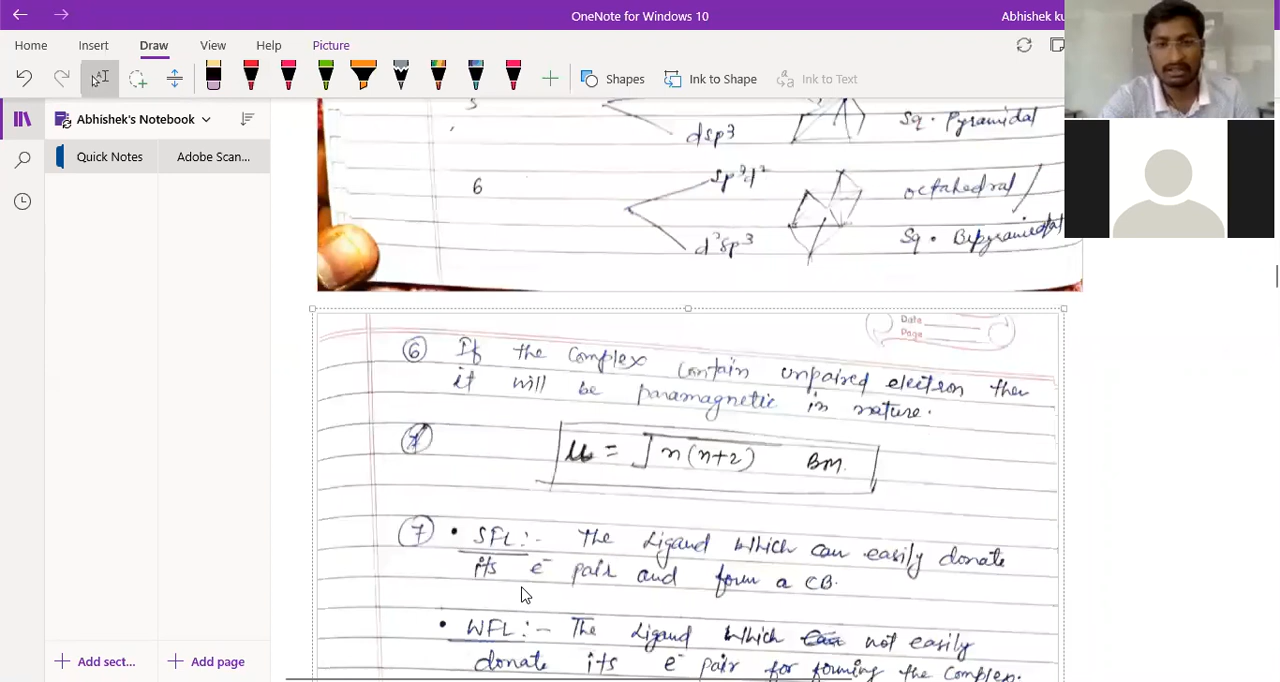 OneNote for Windows 10
Abhishek ku
Home Insert Draw View Help Picture
Shapes Ink to Shape Ink to Text
Abhishek's Notebook
Quick Notes Adobe Scan...
dsp3 Sq. Pyramidal
6 sp3d2 octahedral
d2sp3 Sq. Bipyramidal
Date
Page
6 If the complex contain unpaired electron then
it will be paramagnetic in nature.
μ = √n(n+2) BM.
7 • SFL:- The Ligand which can easily donate
its e- pair and form a CB.
• WFL:- The Ligand which not easily
donate its e- pair for forming the complex.
+ Add sect... + Add page